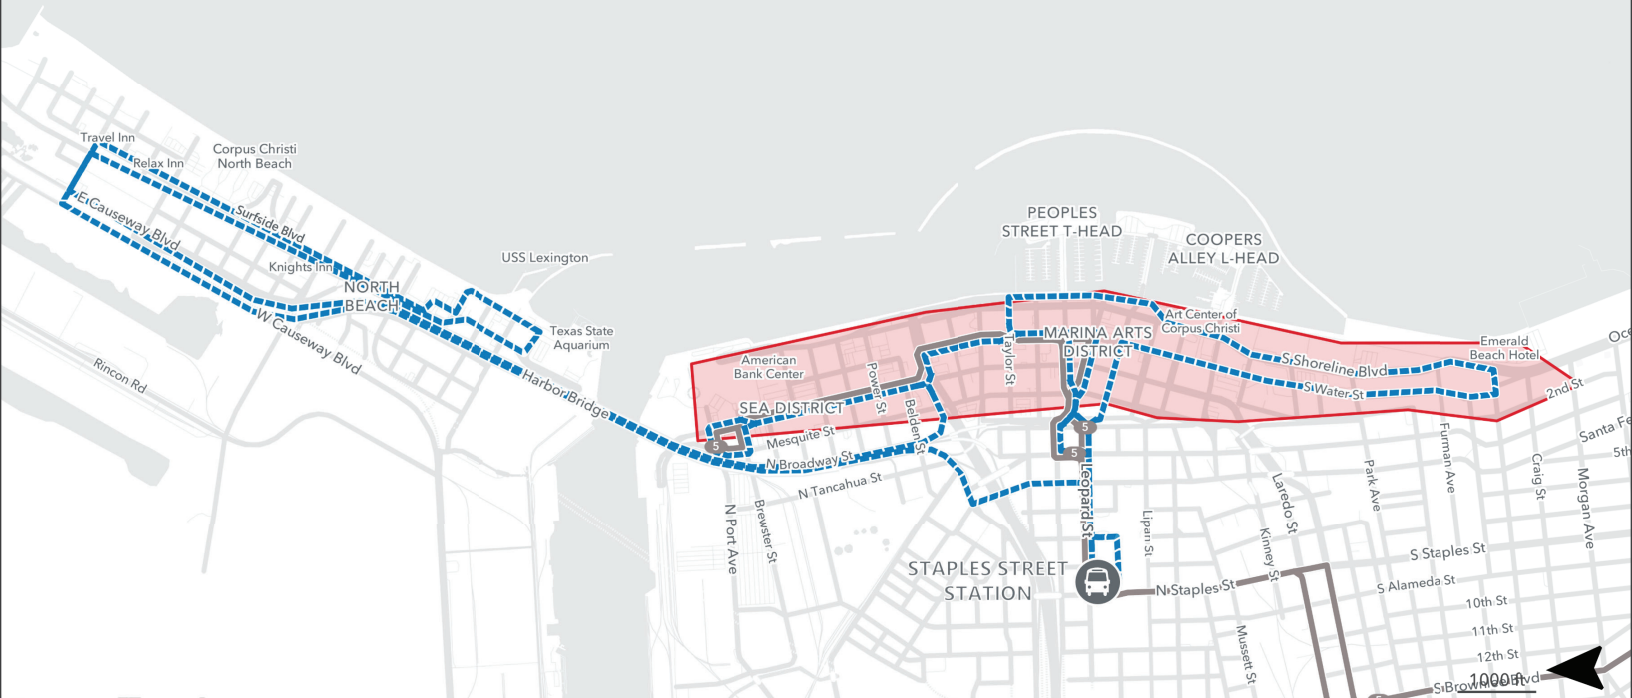 Travel Inn
Relax Inn
Corpus Christi
North Beach
E Causeway Blvd
Surfside Blvd
Knights Inn
NORTH
BEACH
USS Lexington
W Causeway Blvd
Texas State
Aquarium
Rincon Rd
Harbor Bridge
PEOPLES
STREET T-HEAD
COOPERS
ALLEY L-HEAD
Art Center of
Corpus Christi
MARINA ARTS
DISTRICT
Taylor St
American
Bank Center
Power St
SEA DISTRICT
Belden St
Mesquite St
N Broadway St
N Tancahua St
5
5
5
S Shoreline Blvd
S Water St
Emerald
Beach Hotel
2nd St
Santa Fe
5th
N Port Ave
Brewster St
Leopard St
Lipan St
Laredo St
Kinney St
Park Ave
Furman Ave
Craig St
Morgan Ave
STAPLES STREET
STATION
N Staples St
S Staples St
S Alameda St
10th St
11th St
12th St
Mussett St
S Brownlee Blvd
1000 ft